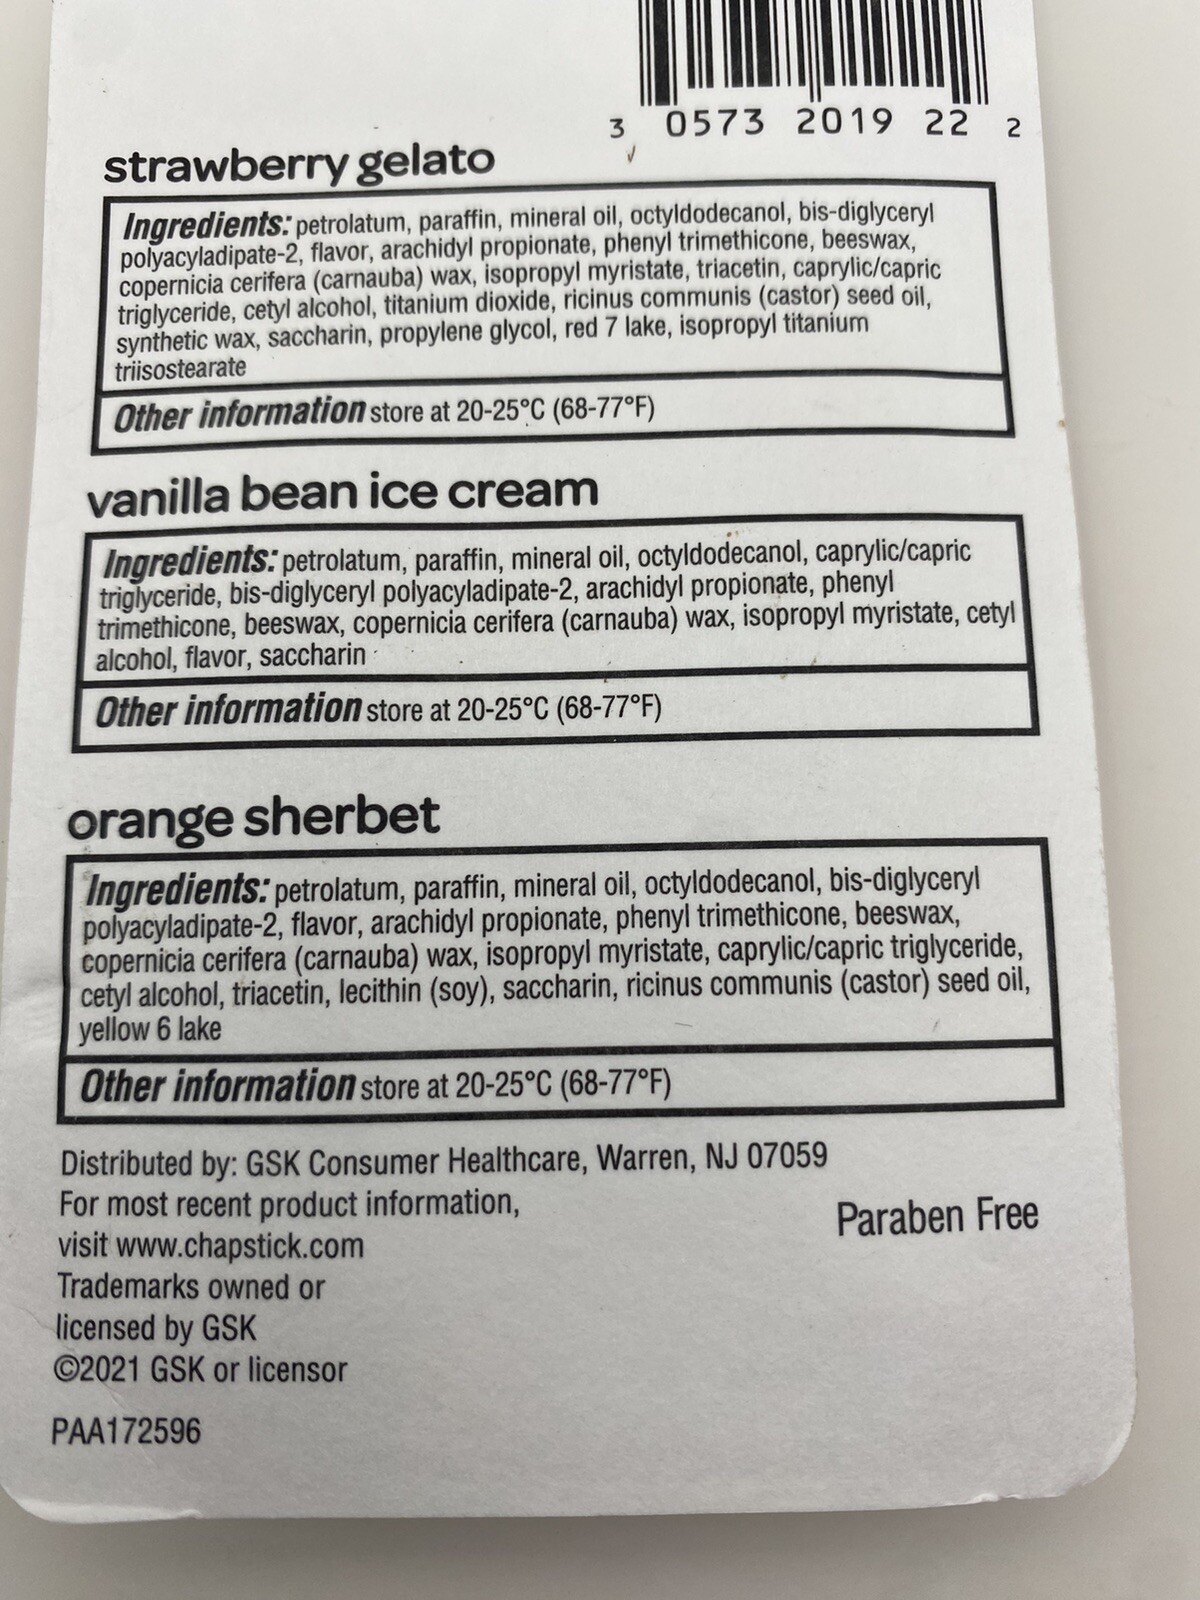 3 0573 2019 22 2
strawberry gelato
Ingredients: petrolatum, paraffin, mineral oil, octyldodecanol, bis-diglyceryl
polyacyladipate-2, flavor, arachidyl propionate, phenyl trimethicone, beeswax,
copernicia cerifera (carnauba) wax, isopropyl myristate, triacetin, caprylic/capric
triglyceride, cetyl alcohol, titanium dioxide, ricinus communis (castor) seed oil,
synthetic wax, saccharin, propylene glycol, red 7 lake, isopropyl titanium
triisostearate
Other information store at 20-25°C (68-77°F)
vanilla bean ice cream
Ingredients: petrolatum, paraffin, mineral oil, octyldodecanol, caprylic/capric
triglyceride, bis-diglyceryl polyacyladipate-2, arachidyl propionate, phenyl
trimethicone, beeswax, copernicia cerifera (carnauba) wax, isopropyl myristate, cetyl
alcohol, flavor, saccharin
Other information store at 20-25°C (68-77°F)
orange sherbet
Ingredients: petrolatum, paraffin, mineral oil, octyldodecanol, bis-diglyceryl
polyacyladipate-2, flavor, arachidyl propionate, phenyl trimethicone, beeswax,
copernicia cerifera (carnauba) wax, isopropyl myristate, caprylic/capric triglyceride,
cetyl alcohol, triacetin, lecithin (soy), saccharin, ricinus communis (castor) seed oil,
yellow 6 lake
Other information store at 20-25°C (68-77°F)
Distributed by: GSK Consumer Healthcare, Warren, NJ 07059
For most recent product information,
visit www.chapstick.com
Paraben Free
Trademarks owned or
licensed by GSK
©2021 GSK or licensor
PAA172596